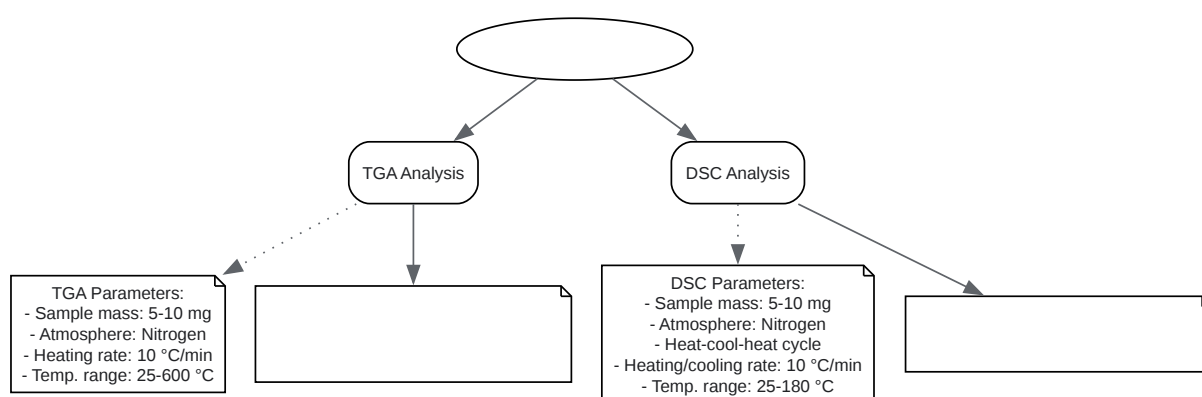 TGA Analysis
DSC Analysis
TGA Parameters:
- Sample mass: 5-10 mg
- Atmosphere: Nitrogen
- Heating rate: 10 °C/min
- Temp. range: 25-600 °C
DSC Parameters:
- Sample mass: 5-10 mg
- Atmosphere: Nitrogen
- Heat-cool-heat cycle
- Heating/cooling rate: 10 °C/min
- Temp. range: 25-180 °C